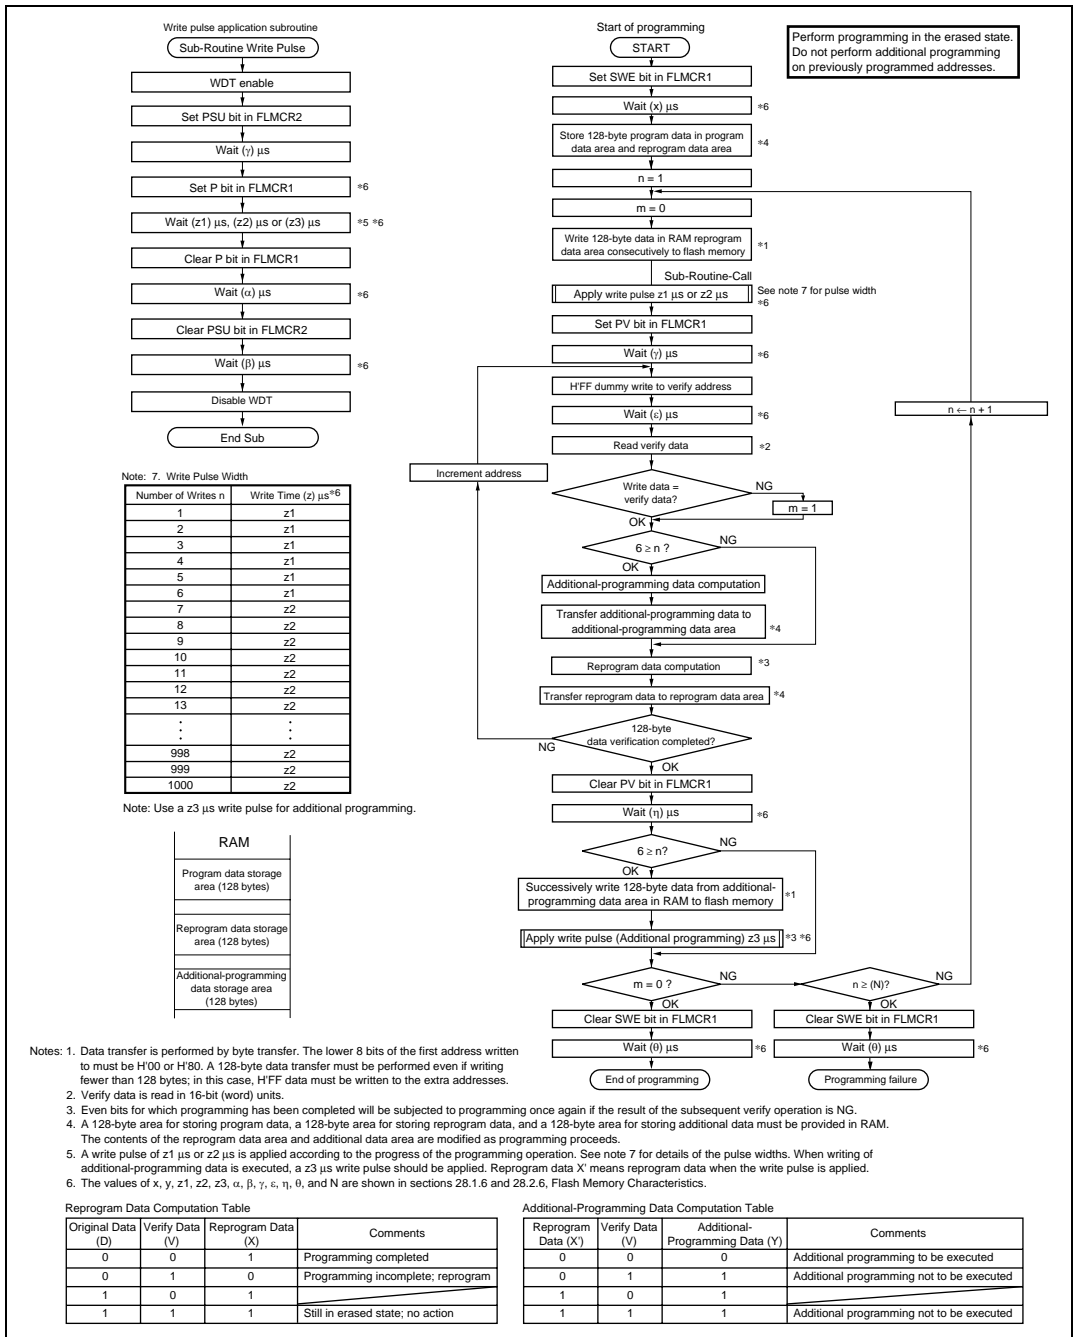 Write pulse application subroutine
Sub-Routine Write Pulse
WDT enable
Set PSU bit in FLMCR2
Wait (γ) μs
Set P bit in FLMCR1 *6
Wait (z1) μs, (z2) μs or (z3) μs *5 *6
Clear P bit in FLMCR1
Wait (α) μs *6
Clear PSU bit in FLMCR2
Wait (β) μs *6
Disable WDT
End Sub
Note: 7. Write Pulse Width
Number of Writes n Write Time (z) μs*6
1 z1
2 z1
3 z1
4 z1
5 z1
6 z1
7 z2
8 z2
9 z2
10 z2
11 z2
12 z2
13 z2
998 z2
999 z2
1000 z2
Note: Use a z3 μs write pulse for additional programming.
RAM
Program data storage
area (128 bytes)
Reprogram data storage
area (128 bytes)
Additional-programming
data storage area
(128 bytes)
Start of programming
START
Perform programming in the erased state.
Do not perform additional programming
on previously programmed addresses.
Set SWE bit in FLMCR1
Wait (x) μs *6
Store 128-byte program data in program
data area and reprogram data area *4
n = 1
m = 0
Write 128-byte data in RAM reprogram
data area consecutively to flash memory *1
Sub-Routine-Call
Apply write pulse z1 μs or z2 μs See note 7 for pulse width
*6
Set PV bit in FLMCR1
Wait (γ) μs *6
H'FF dummy write to verify address
Wait (ε) μs *6
n ← n + 1
Read verify data *2
Increment address
Write data =
verify data?
NG
m = 1
OK
6 ≥ n ?
NG
OK
Additional-programming data computation
Transfer additional-programming data to
additional-programming data area *4
Reprogram data computation *3
Transfer reprogram data to reprogram data area *4
128-byte
data verification completed?
NG
OK
Clear PV bit in FLMCR1
Wait (η) μs *6
6 ≥ n?
NG
OK
Successively write 128-byte data from additional-
programming data area in RAM to flash memory *1
Apply write pulse (Additional programming) z3 μs *3 *6
m = 0 ?
NG
n ≥ (N)?
NG
OK
OK
Clear SWE bit in FLMCR1
Clear SWE bit in FLMCR1
Wait (θ) μs *6
Wait (θ) μs *6
End of programming
Programming failure
Notes: 1. Data transfer is performed by byte transfer. The lower 8 bits of the first address written
to must be H'00 or H'80. A 128-byte data transfer must be performed even if writing
fewer than 128 bytes; in this case, H'FF data must be written to the extra addresses.
2. Verify data is read in 16-bit (word) units.
3. Even bits for which programming has been completed will be subjected to programming once again if the result of the subsequent verify operation is NG.
4. A 128-byte area for storing program data, a 128-byte area for storing reprogram data, and a 128-byte area for storing additional data must be provided in RAM.
The contents of the reprogram data area and additional data area are modified as programming proceeds.
5. A write pulse of z1 μs or z2 μs is applied according to the progress of the programming operation. See note 7 for details of the pulse widths. When writing of
additional-programming data is executed, a z3 μs write pulse should be applied. Reprogram data X' means reprogram data when the write pulse is applied.
6. The values of x, y, z1, z2, z3, α, β, γ, ε, η, θ, and N are shown in sections 28.1.6 and 28.2.6, Flash Memory Characteristics.
Reprogram Data Computation Table
Original Data (D) Verify Data (V) Reprogram Data (X) Comments
0 0 1 Programming completed
0 1 0 Programming incomplete; reprogram
1 0 1
1 1 1 Still in erased state; no action
Additional-Programming Data Computation Table
Reprogram Data (X') Verify Data (V) Additional-Programming Data (Y) Comments
0 0 0 Additional programming to be executed
0 1 1 Additional programming not to be executed
1 0 1
1 1 1 Additional programming not to be executed